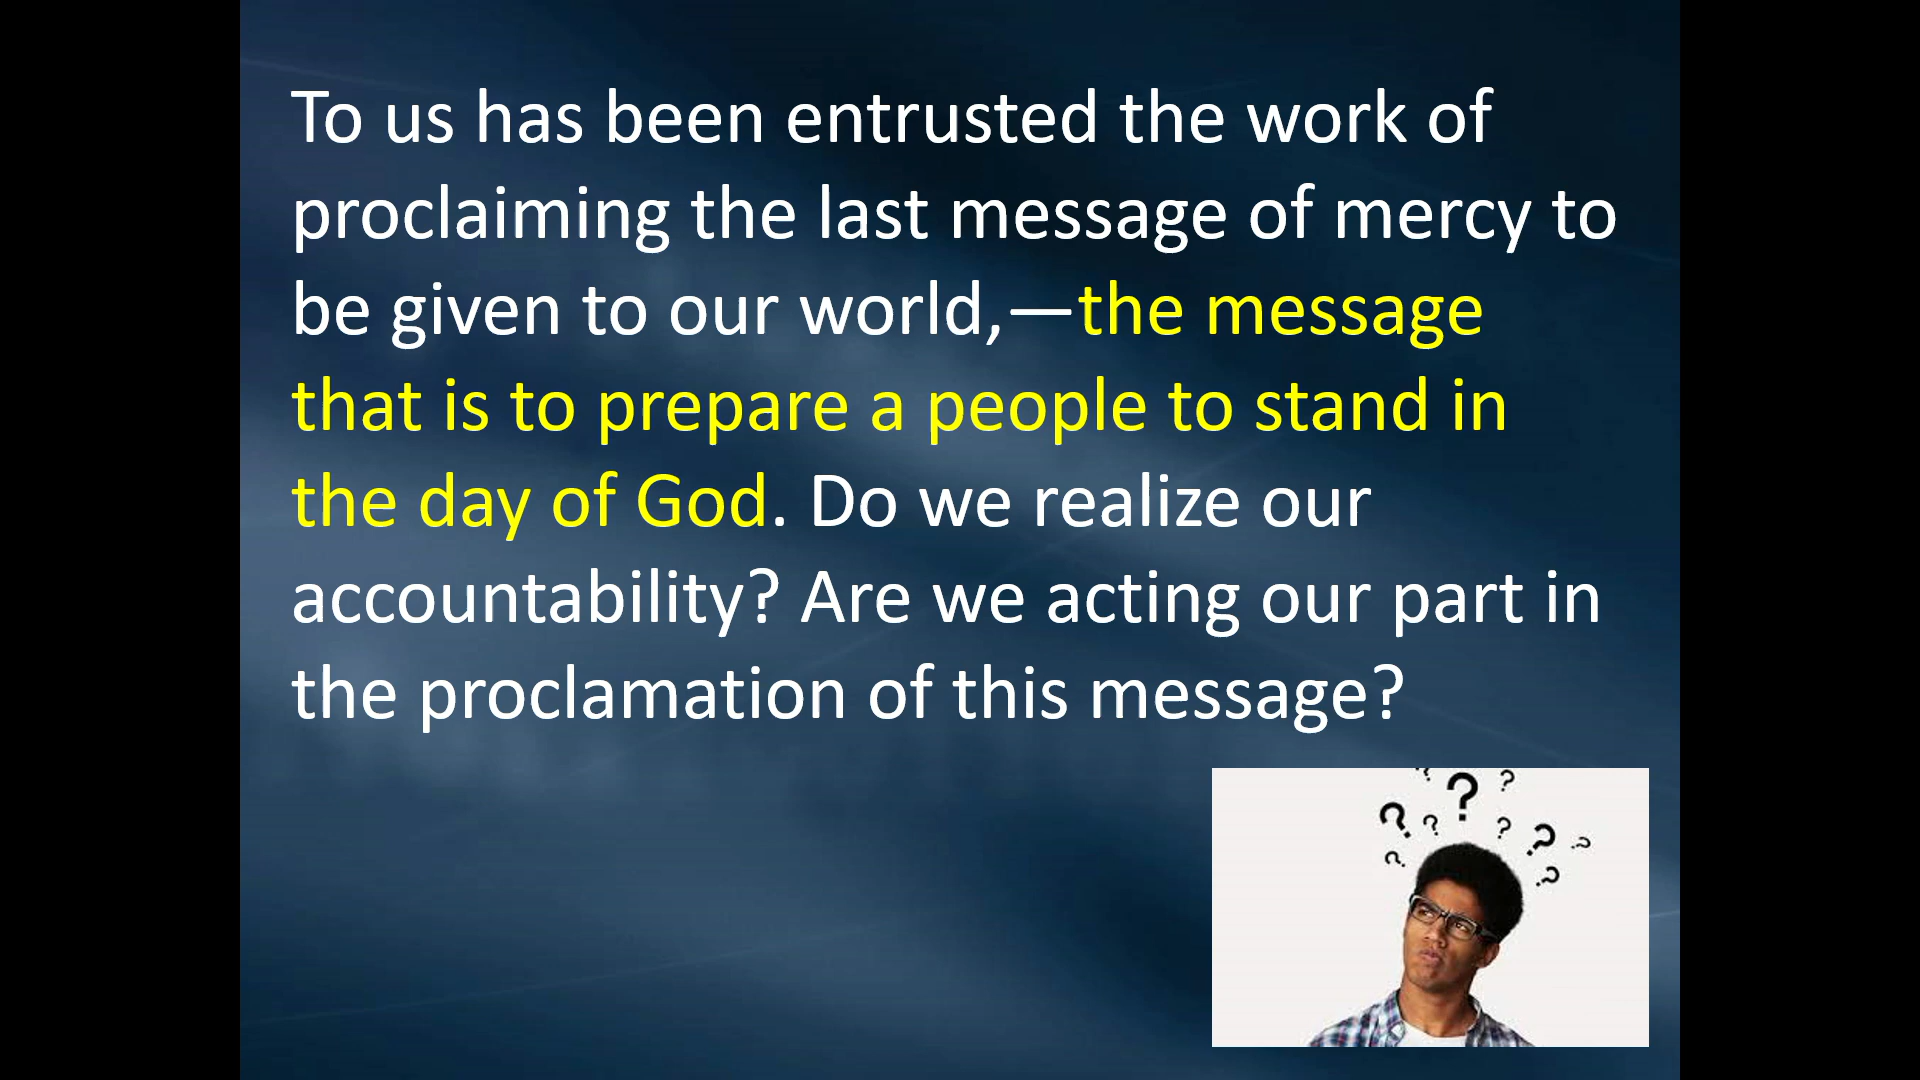 To us has been entrusted the work of
proclaiming the last message of mercy to
be given to our world,—the message
that is to prepare a people to stand in
the day of God. Do we realize our
accountability? Are we acting our part in
the proclamation of this message?
? ? ?
? ? ? ? ?
? ?